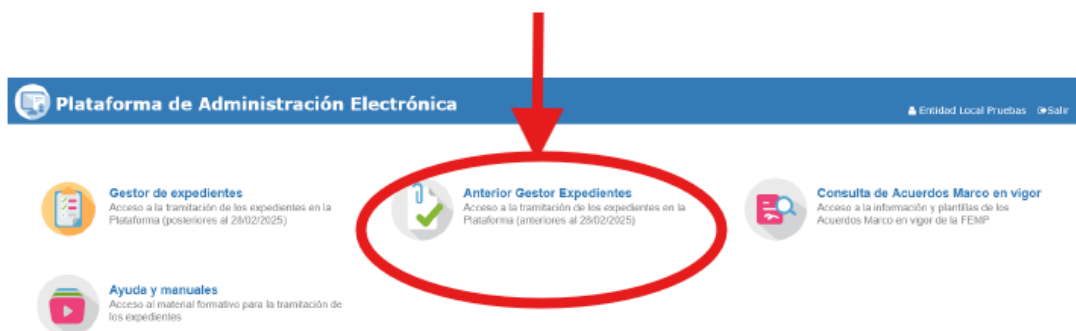 Plataforma de Administración Electrónica
Entidad Local Pruebas Salir
Gestor de expedientes
Acceso a la tramitación de los expedientes en la
Plataforma (posteriores al 28/02/2025)
Anterior Gestor Expedientes
Acceso a la tramitación de los expedientes en la
Plataforma (anteriores al 28/02/2025)
Consulta de Acuerdos Marco en vigor
Acceso a la información y plantillas de los
Acuerdos Marco en vigor de la FEMP
Ayuda y manuales
Acceso al material formativo para la tramitación de
los expedientes